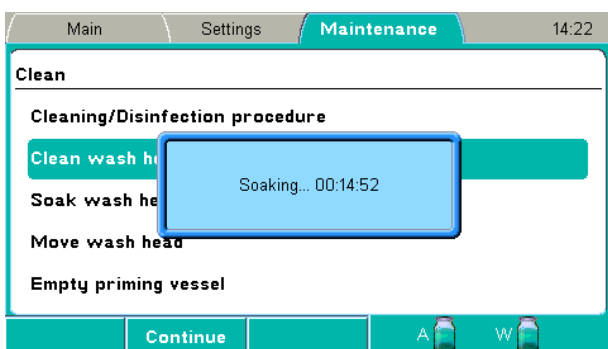 Main Settings Maintenance 14:22
Clean
Cleaning/Disinfection procedure
Clean wash
Soaking... 00:14:52
Soak wash
Move wash head
Empty priming vessel
Continue A W